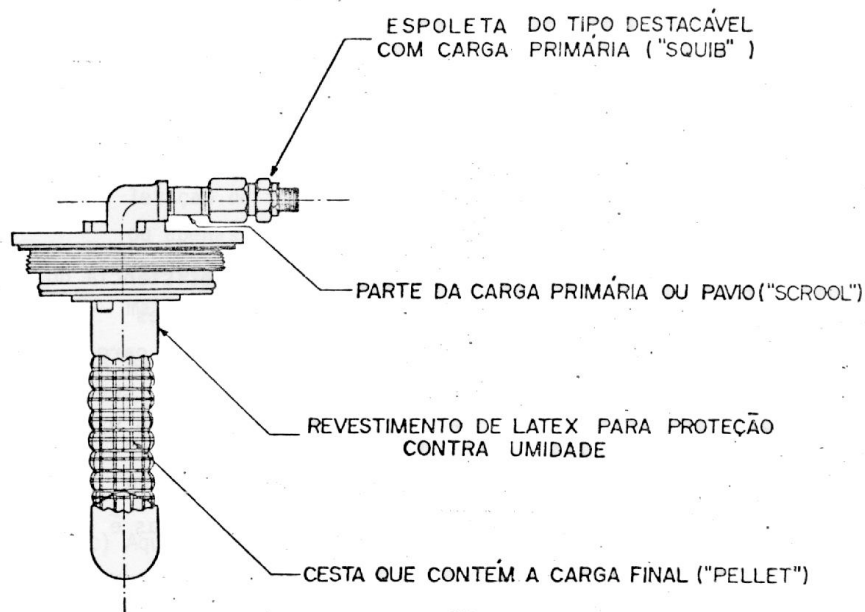 ESPOLETA DO TIPO DESTACÁVEL
COM CARGA PRIMÁRIA ("SQUIB" )
PARTE DA CARGA PRIMÁRIA OU PAVIO("SCROOL")
REVESTIMENTO DE LATEX PARA PROTEÇÃO
CONTRA UMIDADE
CESTA QUE CONTÉM A CARGA FINAL ("PELLET")